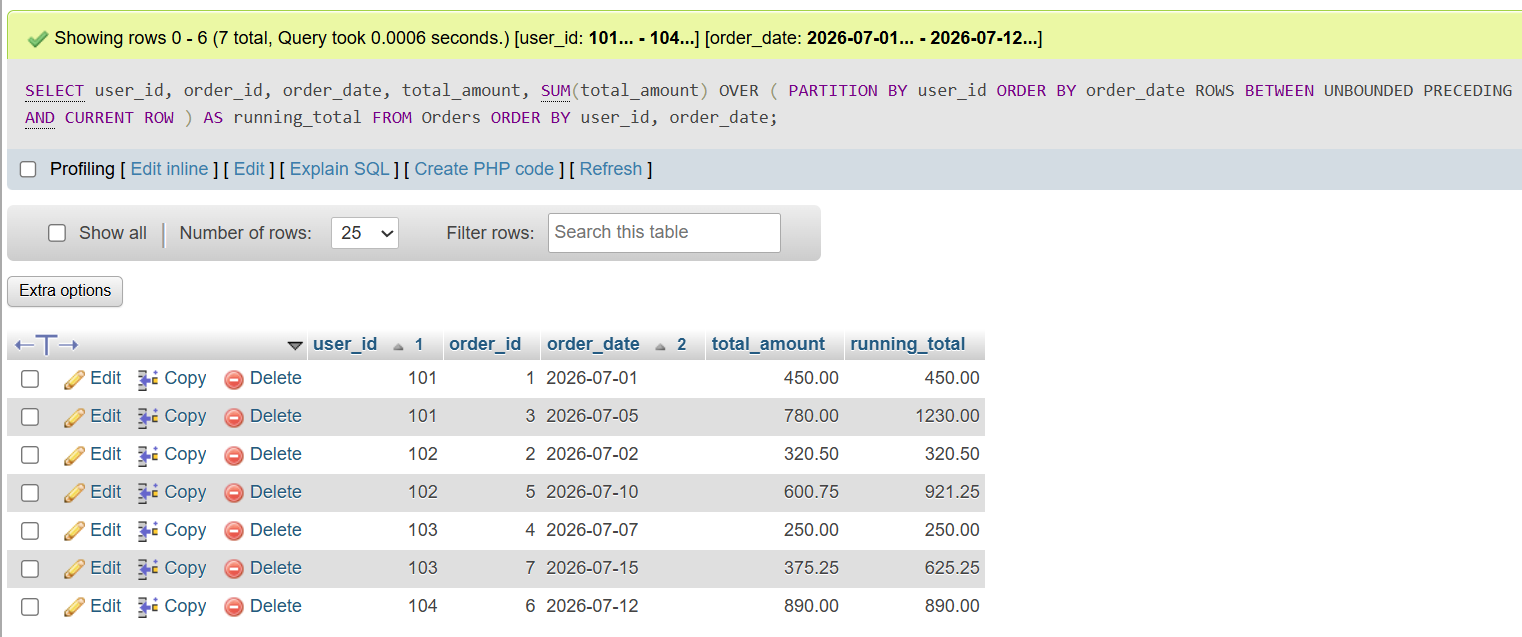 Showing rows 0 - 6 (7 total, Query took 0.0006 seconds.) [user_id: 101... - 104...] [order_date: 2026-07-01... - 2026-07-12...]
SELECT user_id, order_id, order_date, total_amount, SUM(total_amount) OVER ( PARTITION BY user_id ORDER BY order_date ROWS BETWEEN UNBOUNDED PRECEDING
AND CURRENT ROW ) AS running_total FROM Orders ORDER BY user_id, order_date;
Profiling [ Edit inline ] [ Edit ] [ Explain SQL ] [ Create PHP code ] [ Refresh ]
Show all | Number of rows: 25 Filter rows: Search this table
Extra options
←T→ user_id 1 order_id order_date 2 total_amount running_total
Edit Copy Delete 101 1 2026-07-01 450.00 450.00
Edit Copy Delete 101 3 2026-07-05 780.00 1230.00
Edit Copy Delete 102 2 2026-07-02 320.50 320.50
Edit Copy Delete 102 5 2026-07-10 600.75 921.25
Edit Copy Delete 103 4 2026-07-07 250.00 250.00
Edit Copy Delete 103 7 2026-07-15 375.25 625.25
Edit Copy Delete 104 6 2026-07-12 890.00 890.00